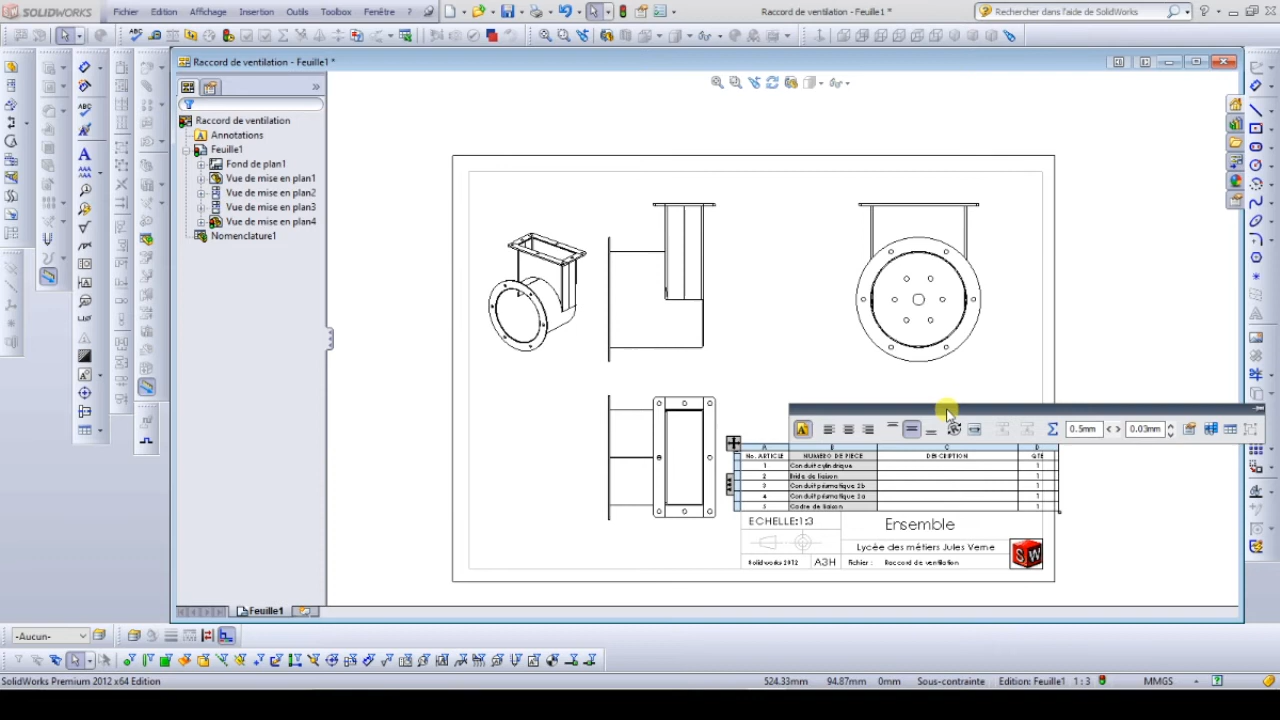 SOLIDWORKS Fichier Edition Affichage Insertion Outils Toolbox Fenêtre ? Raccord de ventilation - Feuille1 * Rechercher dans l'aide de SolidWorks
Raccord de ventilation - Feuille1 *
Raccord de ventilation
Annotations
Feuille1
Fond de plan1
Vue de mise en plan1
Vue de mise en plan2
Vue de mise en plan3
Vue de mise en plan4
Nomenclature1
0.5mm 0.03mm
A B C D
No. ARTICLE NUMERO DE PIECE DESCRIPTION QTE
1 Conduit cylindrique 1
2 Bride de liaison 1
3 Conduit prismatique 2b 1
4 Conduit prismatique 2a 1
5 Cadre de liaison 1
ECHELLE:1:3 Ensemble
Lycée des métiers Jules Verne
Solidworks 2012 A3H Fichier : Raccord de ventilation
SW
Feuille1
-Aucun-
SolidWorks Premium 2012 x64 Edition 524.33mm 94.87mm 0mm Sous-contrainte Edition: Feuille1 1 : 3 MMGS